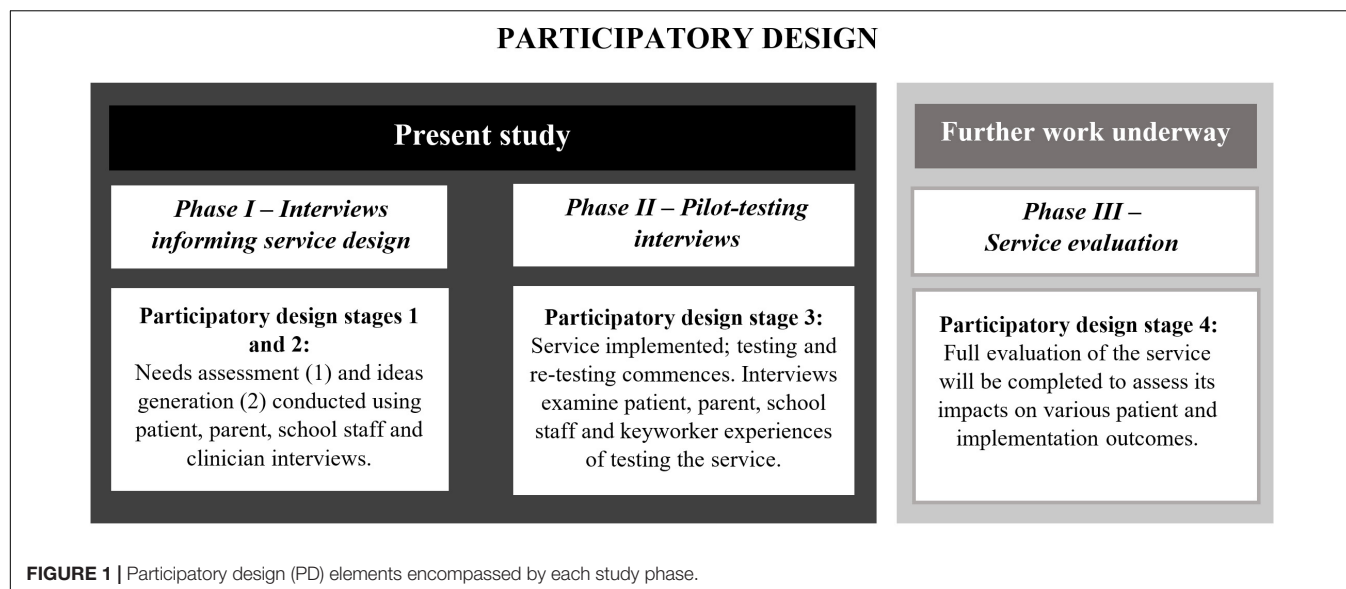 PARTICIPATORY DESIGN
Present study
Phase I – Interviews
informing service design
Participatory design stages 1
and 2:
Needs assessment (1) and ideas
generation (2) conducted using
patient, parent, school staff and
clinician interviews.
Phase II – Pilot-testing
interviews
Participatory design stage 3:
Service implemented; testing and
re-testing commences. Interviews
examine patient, parent, school
staff and keyworker experiences
of testing the service.
Further work underway
Phase III –
Service evaluation
Participatory design stage 4:
Full evaluation of the service
will be completed to assess its
impacts on various patient and
implementation outcomes.
FIGURE 1 | Participatory design (PD) elements encompassed by each study phase.